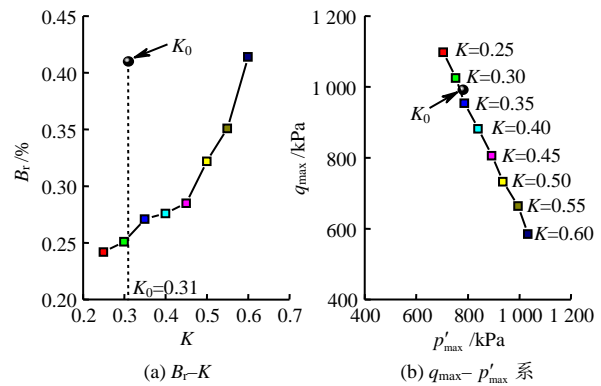 0.45
0.40
0.35
0.30
0.25
0.20
B_r /%
K_0
K_0=0.31
0.2 0.3 0.4 0.5 0.6 0.7
K
(a) B_r–K
1 200
1 000
800
600
400
q_max /kPa
K=0.25
K=0.30
K_0
K=0.35
K=0.40
K=0.45
K=0.50
K=0.55
K=0.60
400 600 800 1 000 1 200
p′_max /kPa
(b) q_max– p′_max 系